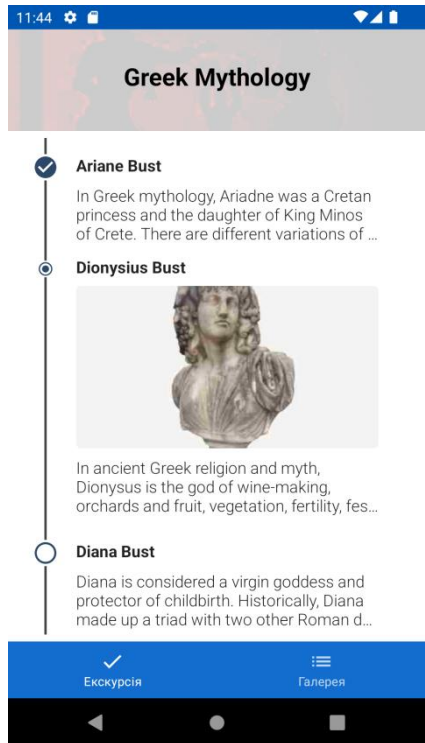 11:44
Greek Mythology
Ariane Bust
In Greek mythology, Ariadne was a Cretan
princess and the daughter of King Minos
of Crete. There are different variations of ...
Dionysius Bust
In ancient Greek religion and myth,
Dionysus is the god of wine-making,
orchards and fruit, vegetation, fertility, fes...
Diana Bust
Diana is considered a virgin goddess and
protector of childbirth. Historically, Diana
made up a triad with two other Roman d...
Екскурсія
Галерея